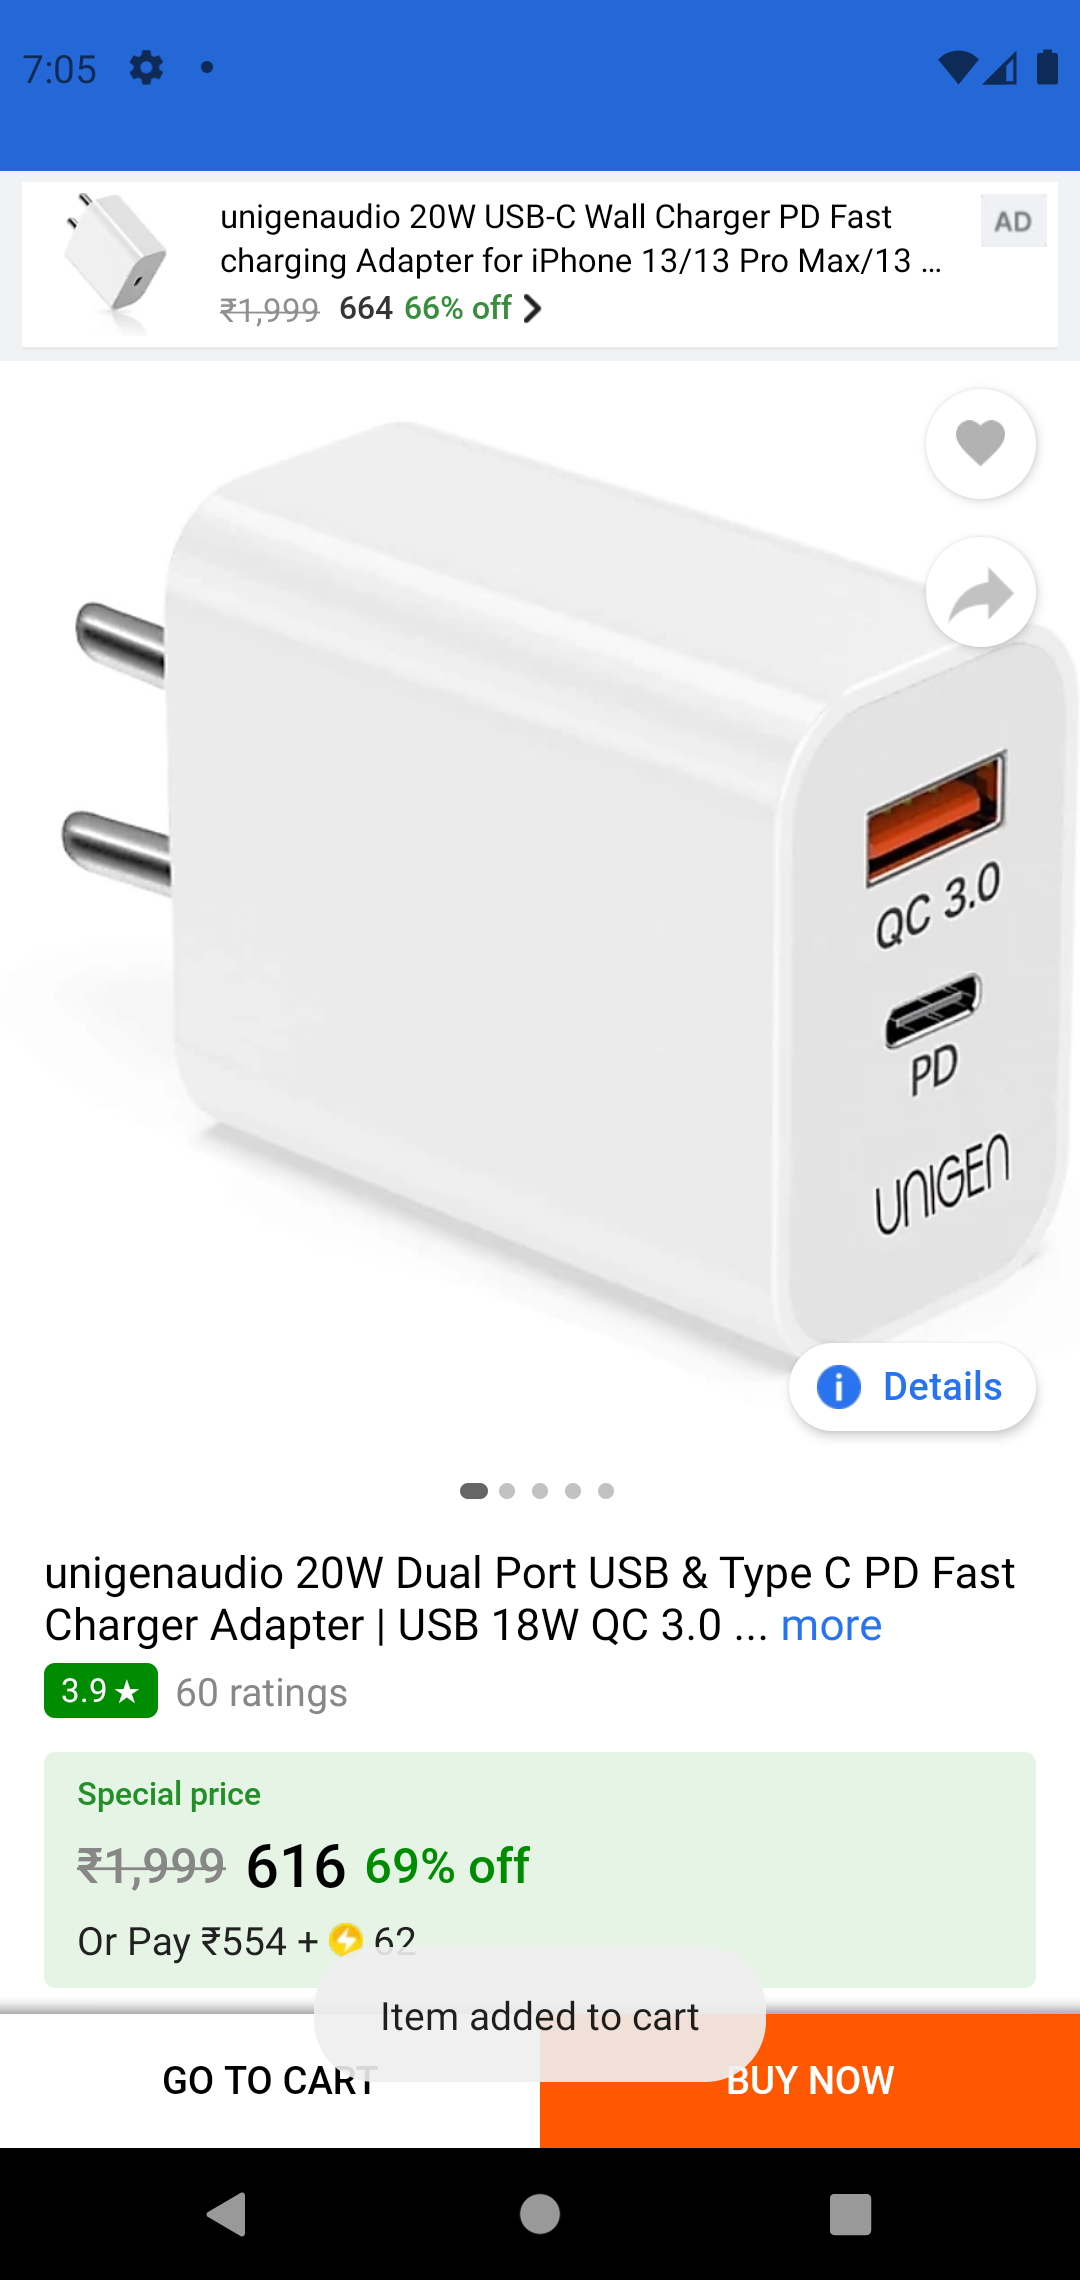 7:05
unigenaudio 20W USB-C Wall Charger PD Fast
charging Adapter for iPhone 13/13 Pro Max/13 ...
AD
₹1,999 664 66% off
QC 3.0
PD
UNIGEN
Details
unigenaudio 20W Dual Port USB & Type C PD Fast
Charger Adapter | USB 18W QC 3.0 ... more
3.9★ 60 ratings
Special price
₹1,999 616 69% off
Or Pay ₹554 + 62
Item added to cart
GO TO CART
BUY NOW